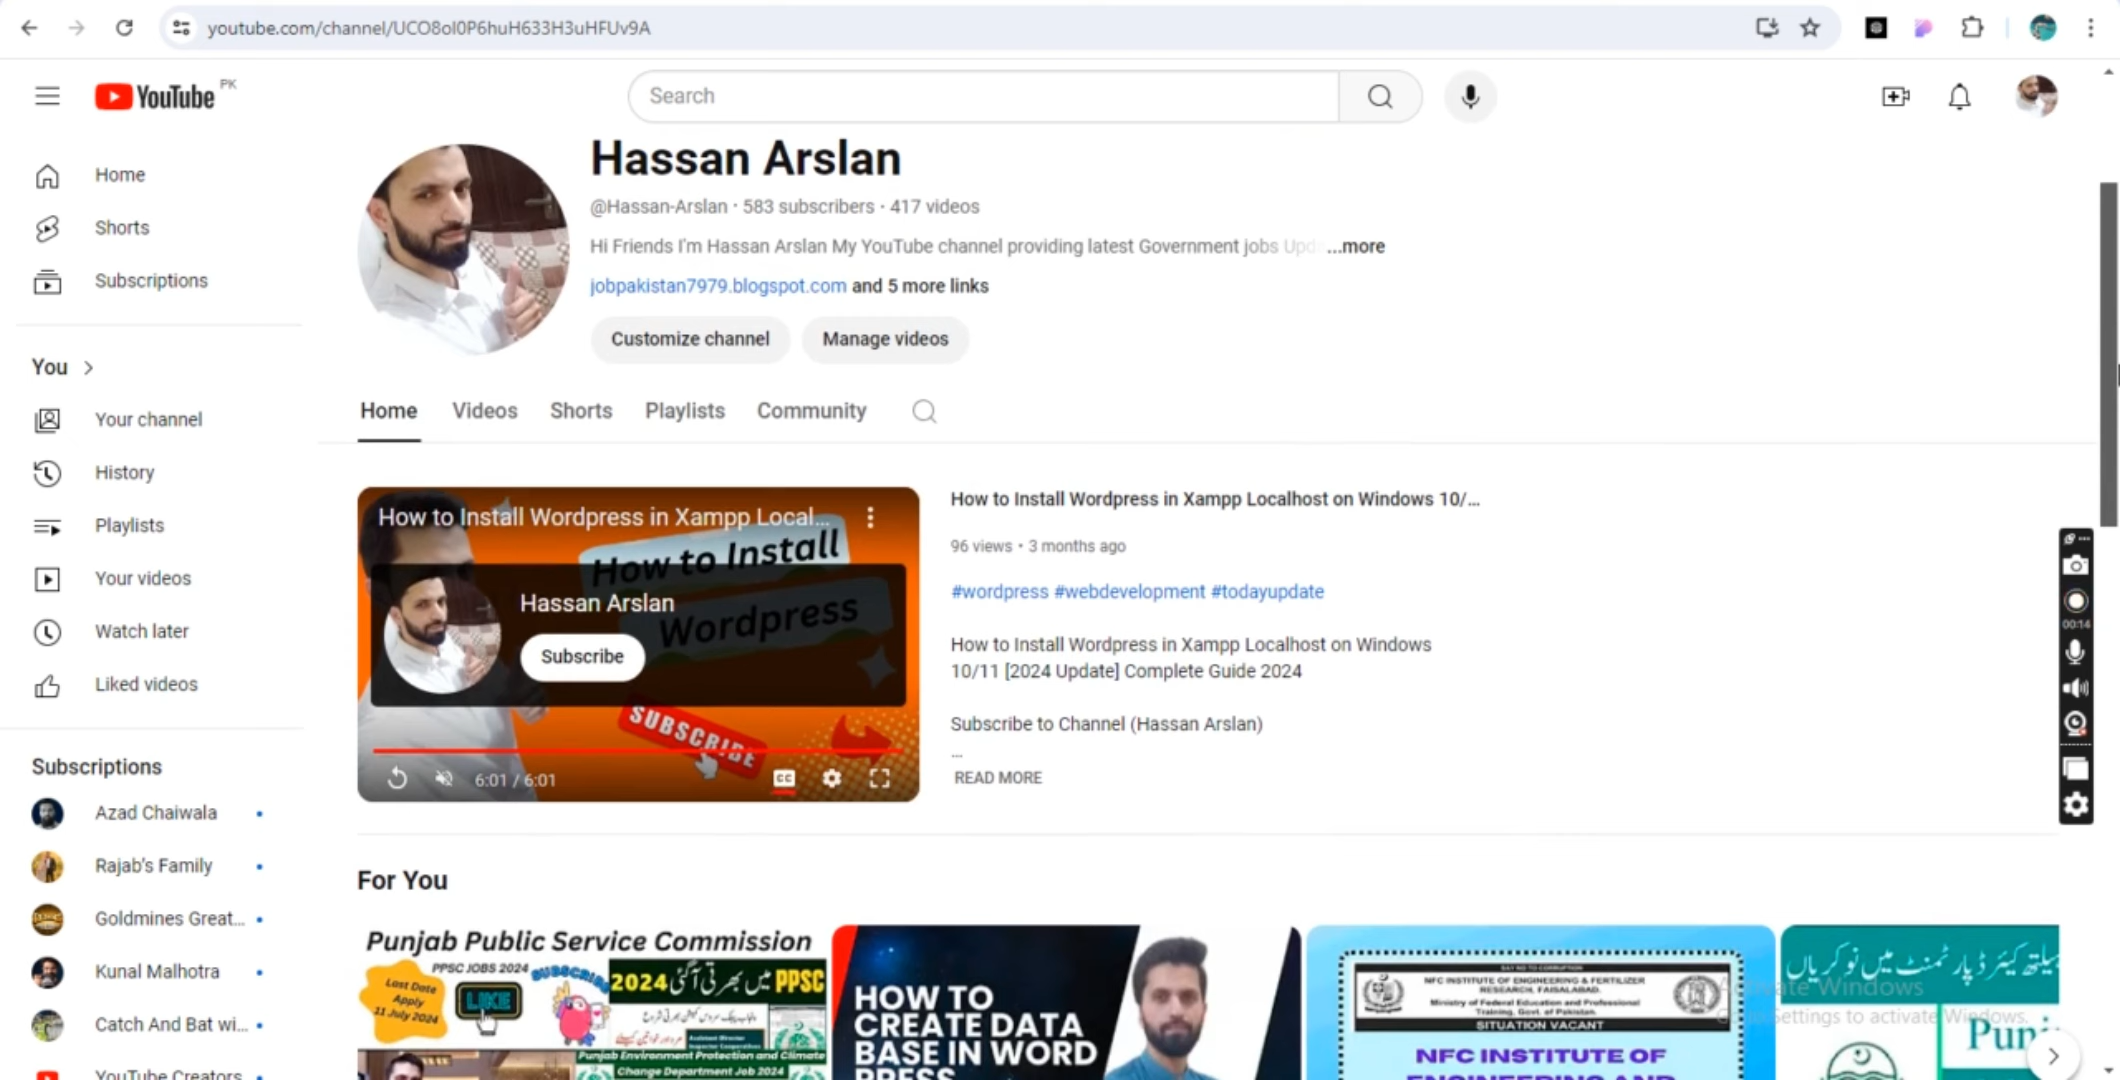 youtube.com/channel/UCO8ol0P6huH633H3uHFUv9A
YouTube PK
Search
Home
Shorts
Subscriptions
You
Your channel
History
Playlists
Your videos
Watch later
Liked videos
Subscriptions
Azad Chaiwala
Rajab's Family
Goldmines Great...
Kunal Malhotra
Catch And Bat wi...
YouTube Creators
Hassan Arslan
@Hassan-Arslan · 583 subscribers · 417 videos
Hi Friends I'm Hassan Arslan My YouTube channel providing latest Government jobs Upd ...more
jobpakistan7979.blogspot.com and 5 more links
Customize channel
Manage videos
Home
Videos
Shorts
Playlists
Community
How to Install Wordpress in Xampp Local...
How to Install
Wordpress
Hassan Arslan
Subscribe
SUBSCRIBE
6:01 / 6:01
CC
How to Install Wordpress in Xampp Localhost on Windows 10/...
96 views · 3 months ago
#wordpress #webdevelopment #todayupdate
How to Install Wordpress in Xampp Localhost on Windows
10/11 [2024 Update] Complete Guide 2024
Subscribe to Channel (Hassan Arslan)
...
READ MORE
00:14
For You
Punjab Public Service Commission
PPSC JOBS 2024
SUBSCRIBE
Last Date
Apply
11 July 2024
LIKE
2024 میں بھرتی آگئی PPSC
Punjab Environment Protection and Climate
Change Department Job 2024
HOW TO
CREATE DATA
BASE IN WORD
PRESS
NFC INSTITUTE OF ENGINEERING & FERTILIZER
RESEARCH, FAISALABAD.
Ministry of Federal Education and Professional
Training, Govt. of Pakistan.
SITUATION VACANT
NFC INSTITUTE OF
ENGINEERING AND
ہیلتھ کیئر ڈپارٹمنٹ میں نوکریاں
Punj
Activate Windows
Go to Settings to activate Windows.